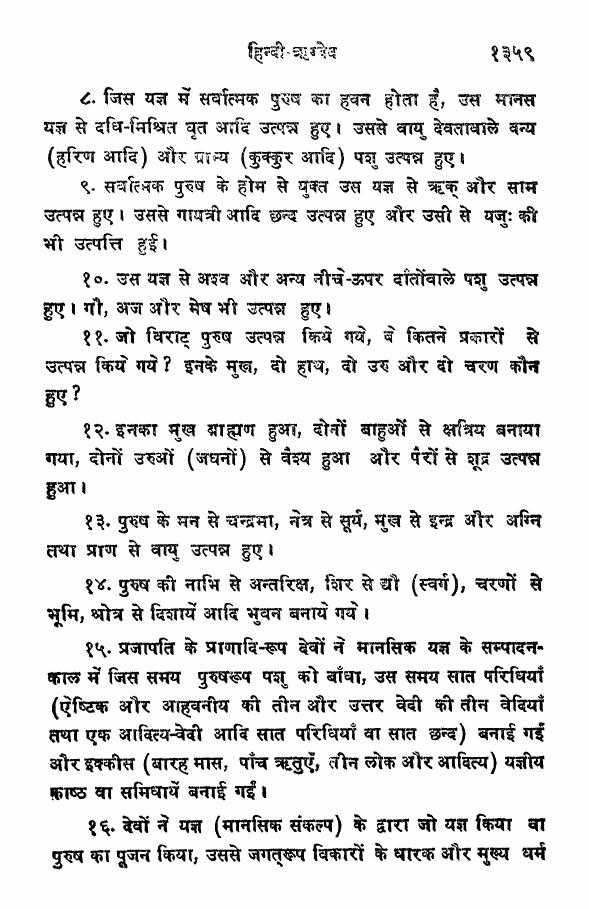 हिन्दी-ऋग्वेद १३५९
८. जिस यज्ञ में सर्वात्मक पुरुष का हवन होता है, उस मानस
यज्ञ से दधि-मिश्रित घृत आदि उत्पन्न हुए। उससे वायु देवतावाले वन्य
(हरिण आदि) और ग्राम्य (कुक्कुर आदि) पशु उत्पन्न हुए।
९. सर्वात्मक पुरुष के होम से युक्त उस यज्ञ से ऋक् और साम
उत्पन्न हुए। उससे गायत्री आदि छन्द उत्पन्न हुए और उसी से यजुः की
भी उत्पत्ति हुई।
१०. उस यज्ञ से अश्व और अन्य नीचे-ऊपर दाँतोंवाले पशु उत्पन्न
हुए। गौ, अज और मेष भी उत्पन्न हुए।
११. जो विराट् पुरुष उत्पन्न किये गये, वे कितने प्रकारों से
उत्पन्न किये गये? इनके मुख, दो हाथ, दो उरु और दो चरण कौन
हुए?
१२. इनका मुख ब्राह्मण हुआ, दोनों बाहुओं से क्षत्रिय बनाया
गया, दोनों उरुओं (जघनों) से वैश्य हुआ और पैरों से शूद्र उत्पन्न
हुआ।
१३. पुरुष के मन से चन्द्रमा, नेत्र से सूर्य, मुख से इन्द्र और अग्नि
तथा प्राण से वायु उत्पन्न हुए।
१४. पुरुष की नाभि से अन्तरिक्ष, शिर से द्यौ (स्वर्ग), चरणों से
भूमि, श्रोत्र से दिशायें आदि भुवन बनाये गये।
१५. प्रजापति के प्राणादि-रूप देवों ने मानसिक यज्ञ के सम्पादन-
काल में जिस समय पुरुषरूप पशु को बाँधा, उस समय सात परिधियाँ
(ऐष्टिक और आहवनीय की तीन और उत्तर वेदी की तीन वेदियाँ
तथा एक आदित्य-वेदी आदि सात परिधियाँ वा सात छन्द) बनाई गईं
और इक्कीस (बारह मास, पाँच ऋतुएँ, तीन लोक और आदित्य) यज्ञीय
काष्ठ वा समिधायें बनाई गईं।
१६. देवों ने यज्ञ (मानसिक संकल्प) के द्वारा जो यज्ञ किया वा
पुरुष का पूजन किया, उससे जगत्‌रूप विकारों के धारक और मुख्य धर्म